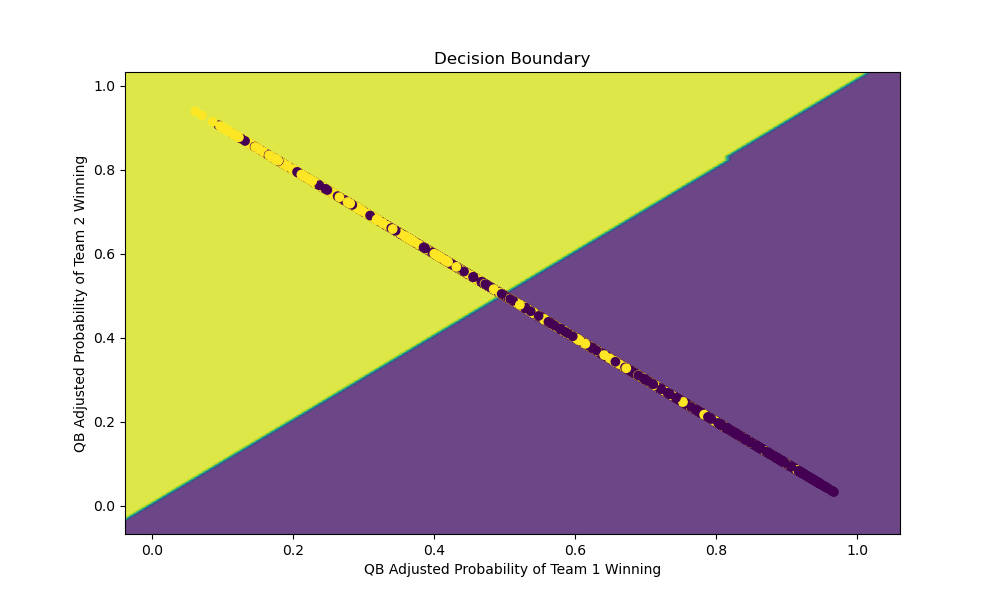 Decision Boundary
QB Adjusted Probability of Team 2 Winning
1.0
0.8
0.6
0.4
0.2
0.0
0.0 0.2 0.4 0.6 0.8 1.0
QB Adjusted Probability of Team 1 Winning